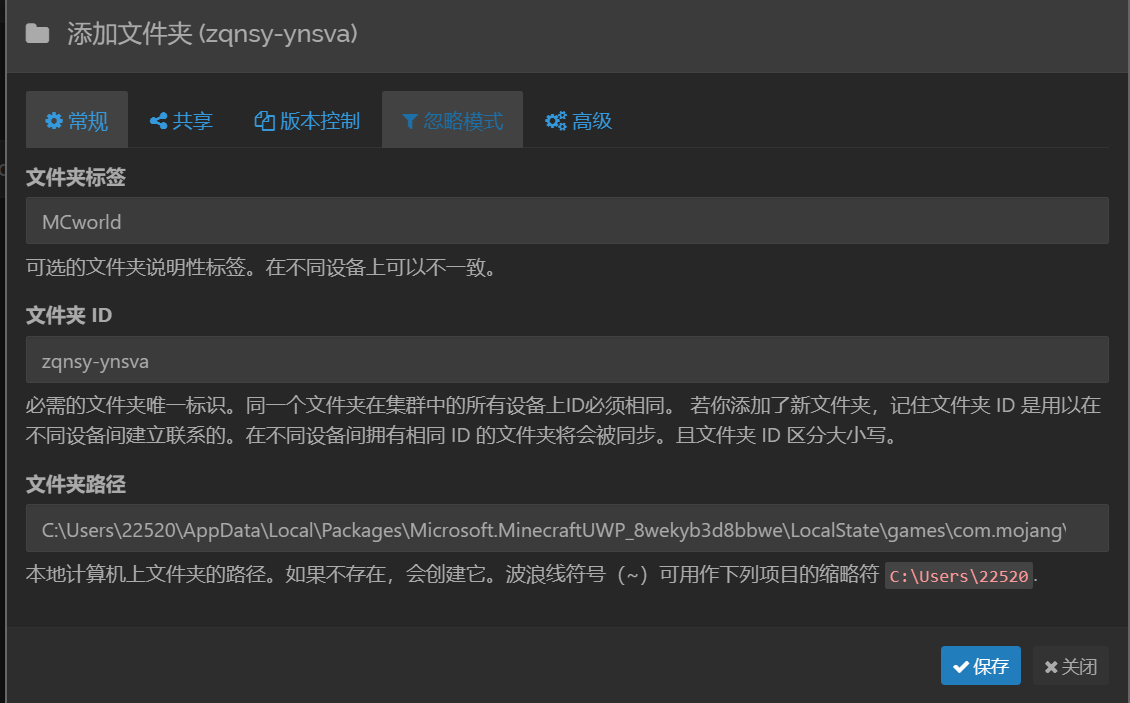 添加文件夹 (zqnsy-ynsva)
常规 共享 版本控制 忽略模式 高级
文件夹标签
MCworld
可选的文件夹说明性标签。在不同设备上可以不一致。
文件夹 ID
zqnsy-ynsva
必需的文件夹唯一标识。同一个文件夹在集群中的所有设备上ID必须相同。 若你添加了新文件夹，记住文件夹 ID 是用以在
不同设备间建立联系的。在不同设备间拥有相同 ID 的文件夹将会被同步。且文件夹 ID 区分大小写。
文件夹路径
C:\Users\22520\AppData\Local\Packages\Microsoft.MinecraftUWP_8wekyb3d8bbwe\LocalState\games\com.mojang\
本地计算机上文件夹的路径。如果不存在，会创建它。波浪线符号（~）可用作下列项目的缩略符 C:\Users\22520.
保存 关闭